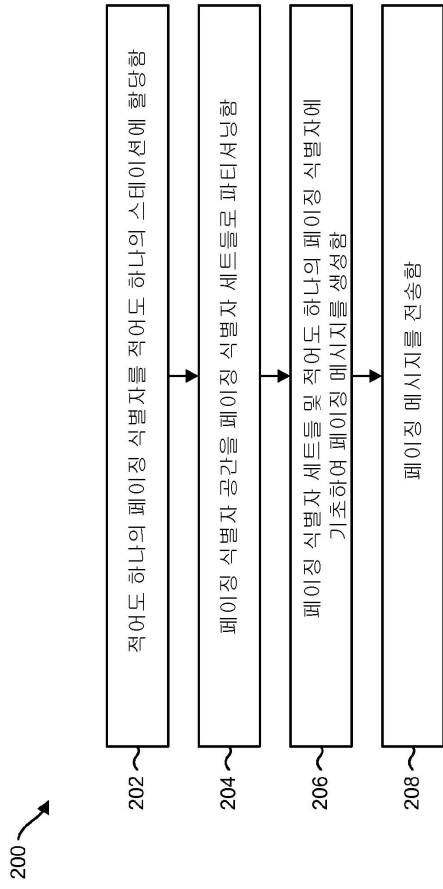 200
202
적어도 하나의 페이징 식별자를 적어도 하나의 스테이션에 할당함
204
페이징 식별자 공간을 페이징 식별자 세트들로 파티셔닝함
206
페이징 식별자 세트들 및 적어도 하나의 페이징 식별자에
기초하여 페이징 메시지를 생성함
208
페이징 메시지를 전송함